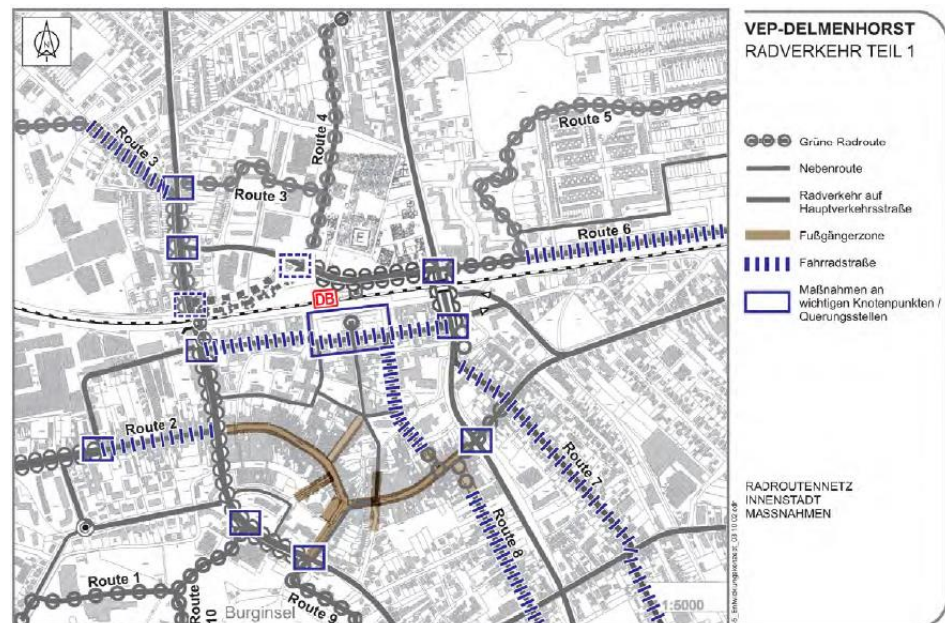 VEP-DELMENHORST
RADVERKEHR TEIL 1
Grüne Radroute
Nebenroute
Radverkehr auf
Hauptverkehrsstraße
Fußgängerzone
Fahrradstraße
Maßnahmen an
wichtigen Knotenpunkten /
Querungsstellen
RADROUTENNETZ
INNENSTADT
MASSNAHMEN
N
Route 3
Route 4
Route 5
Route 3
E
Route 6
DB
Route 2
Route 7
Route 8
Route 1
Route 10
Burginsel
Route 9
1:5000